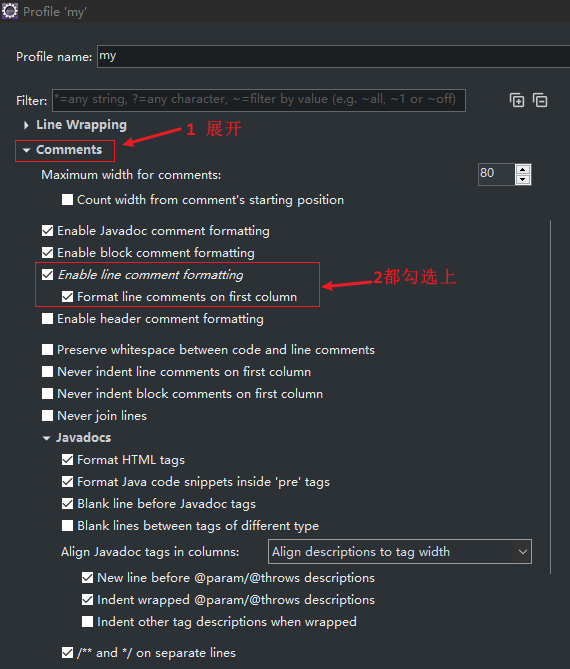 Profile 'my'
Profile name: my
Filter: *=any string, ?=any character, ~=filter by value (e.g. ~all, ~1 or ~off)
Line Wrapping
1 展开
Comments
Maximum width for comments: 80
Count width from comment's starting position
Enable Javadoc comment formatting
Enable block comment formatting
Enable line comment formatting
2都勾选上
Format line comments on first column
Enable header comment formatting
Preserve whitespace between code and line comments
Never indent line comments on first column
Never indent block comments on first column
Never join lines
Javadocs
Format HTML tags
Format Java code snippets inside 'pre' tags
Blank line before Javadoc tags
Blank lines between tags of different type
Align Javadoc tags in columns: Align descriptions to tag width
New line before @param/@throws descriptions
Indent wrapped @param/@throws descriptions
Indent other tag descriptions when wrapped
/** and */ on separate lines